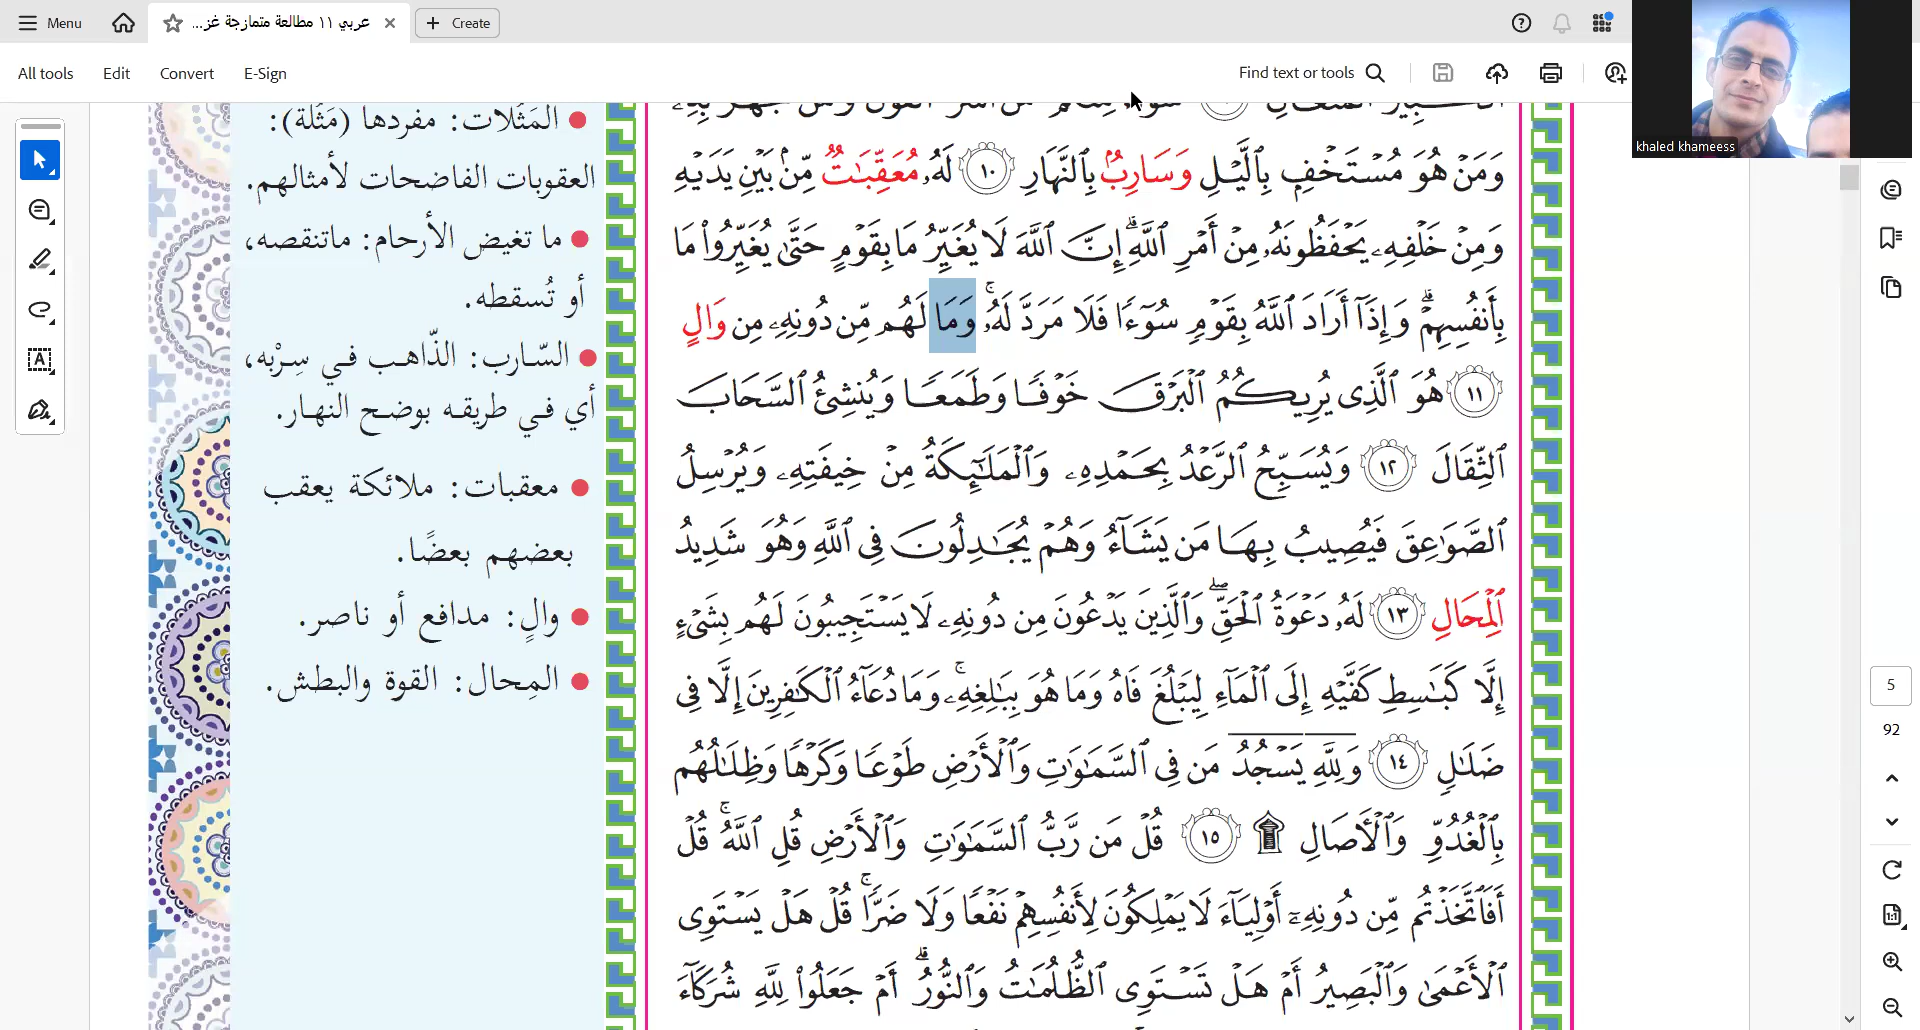 Menu
عربي ١١ مطالعة متمازجة غز...
Create
All tools
Edit
Convert
E-Sign
Find text or tools
khaled khameess
وَمَنۡ هُوَ مُسۡتَخۡفِۭ بِٱلَّيۡلِ وَسَارِبُۢ بِٱلنَّهَارِ ١٠ لَهُۥ مُعَقِّبَٰتٞ مِّنۢ بَيۡنِ يَدَيۡهِ
وَمِنۡ خَلۡفِهِۦ يَحۡفَظُونَهُۥ مِنۡ أَمۡرِ ٱللَّهِۗ إِنَّ ٱللَّهَ لَا يُغَيِّرُ مَا بِقَوۡمٍ حَتَّىٰ يُغَيِّرُواْ مَا
بِأَنفُسِهِمۡۗ وَإِذَآ أَرَادَ ٱللَّهُ بِقَوۡمٖ سُوٓءٗا فَلَا مَرَدَّ لَهُۥۚ وَمَا لَهُم مِّن دُونِهِۦ مِن وَالٍ
١١ هُوَ ٱلَّذِي يُرِيكُمُ ٱلۡبَرۡقَ خَوۡفٗا وَطَمَعٗا وَيُنشِئُ ٱلسَّحَابَ
ٱلثِّقَالَ ١٢ وَيُسَبِّحُ ٱلرَّعۡدُ بِحَمۡدِهِۦ وَٱلۡمَلَٰٓئِكَةُ مِنۡ خِيفَتِهِۦ وَيُرۡسِلُ
ٱلصَّوَٰعِقَ فَيُصِيبُ بِهَا مَن يَشَآءُ وَهُمۡ يُجَٰدِلُونَ فِي ٱللَّهِ وَهُوَ شَدِيدُ
ٱلۡمِحَالِ ١٣ لَهُۥ دَعۡوَةُ ٱلۡحَقِّۖ وَٱلَّذِينَ يَدۡعُونَ مِن دُونِهِۦ لَا يَسۡتَجِيبُونَ لَهُم بِشَيۡءٍ
إِلَّا كَبَٰسِطِ كَفَّيۡهِ إِلَى ٱلۡمَآءِ لِيَبۡلُغَ فَاهُ وَمَا هُوَ بِبَٰلِغِهِۦۚ وَمَا دُعَآءُ ٱلۡكَٰفِرِينَ إِلَّا فِي
ضَلَٰلٖ ١٤ وَلِلَّهِ يَسۡجُدُۤ مَن فِي ٱلسَّمَٰوَٰتِ وَٱلۡأَرۡضِ طَوۡعٗا وَكَرۡهٗا وَظِلَٰلُهُم
بِٱلۡغُدُوِّ وَٱلۡأٓصَالِ ۩ ١٥ قُلۡ مَن رَّبُّ ٱلسَّمَٰوَٰتِ وَٱلۡأَرۡضِ قُلِ ٱللَّهُۚ قُلۡ
أَفَٱتَّخَذۡتُم مِّن دُونِهِۦٓ أَوۡلِيَآءَ لَا يَمۡلِكُونَ لِأَنفُسِهِمۡ نَفۡعٗا وَلَا ضَرّٗاۚ قُلۡ هَلۡ يَسۡتَوِي
ٱلۡأَعۡمَىٰ وَٱلۡبَصِيرُ أَمۡ هَلۡ تَسۡتَوِي ٱلظُّلُمَٰتُ وَٱلنُّورُۗ أَمۡ جَعَلُواْ لِلَّهِ شُرَكَآءَ
المَثُلات: مفردها (مَثُلَة):
العقوبات الفاضحات لأمثالهم.
ما تغيض الأرحام: ماتنقصه،
أو تُسقطه.
السّارب: الذّاهب في سِرْبه،
أي في طريقه بوضح النهار.
معقبات: ملائكة يعقب
بعضهم بعضًا.
والٍ: مدافع أو ناصر.
المِحال: القوة والبطش.
5
92